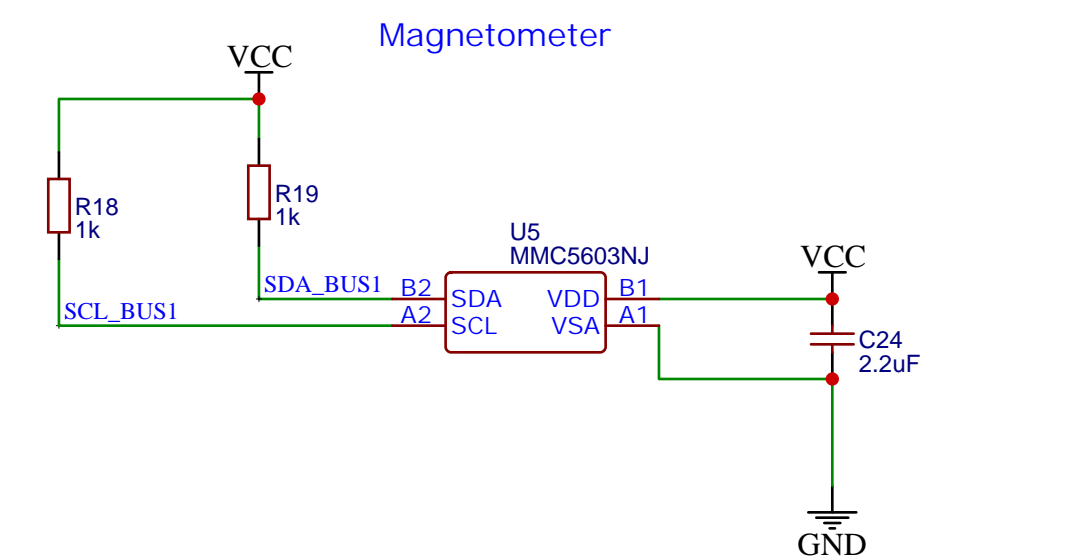 Magnetometer
VCC
R18
1k
R19
1k
U5
MMC5603NJ
VCC
SDA_BUS1
B2
SDA
VDD
B1
SCL_BUS1
A2
SCL
VSA
A1
C24
2.2uF
GND